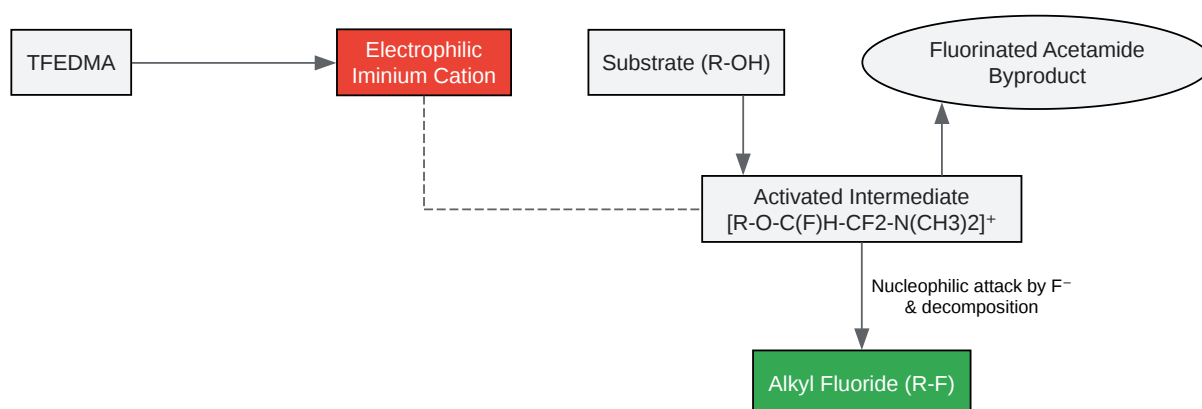 TFEDMA
Electrophilic
Iminium Cation
Substrate (R-OH)
Fluorinated Acetamide
Byproduct
Activated Intermediate
[R-O-C(F)H-CF2-N(CH3)2]⁺
Nucleophilic attack by F⁻
& decomposition
Alkyl Fluoride (R-F)